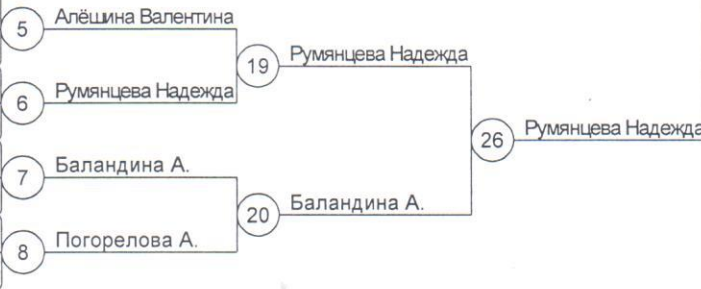 5 Алёшина Валентина
19 Румянцева Надежда
6 Румянцева Надежда
26 Румянцева Надежда
7 Баландина А.
20 Баландина А.
8 Погорелова А.